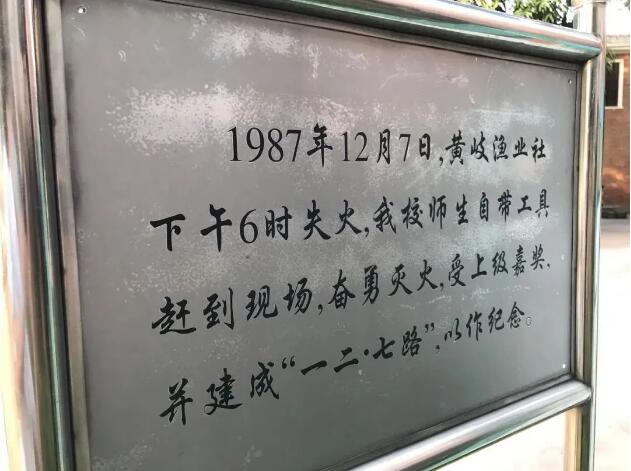 1987年12月7日,黄岐渔业社
下午6时失火,我校师生自带工具
赶到现场,奋勇灭火,受上级嘉奖,
并建成“一二·七路”,以作纪念。